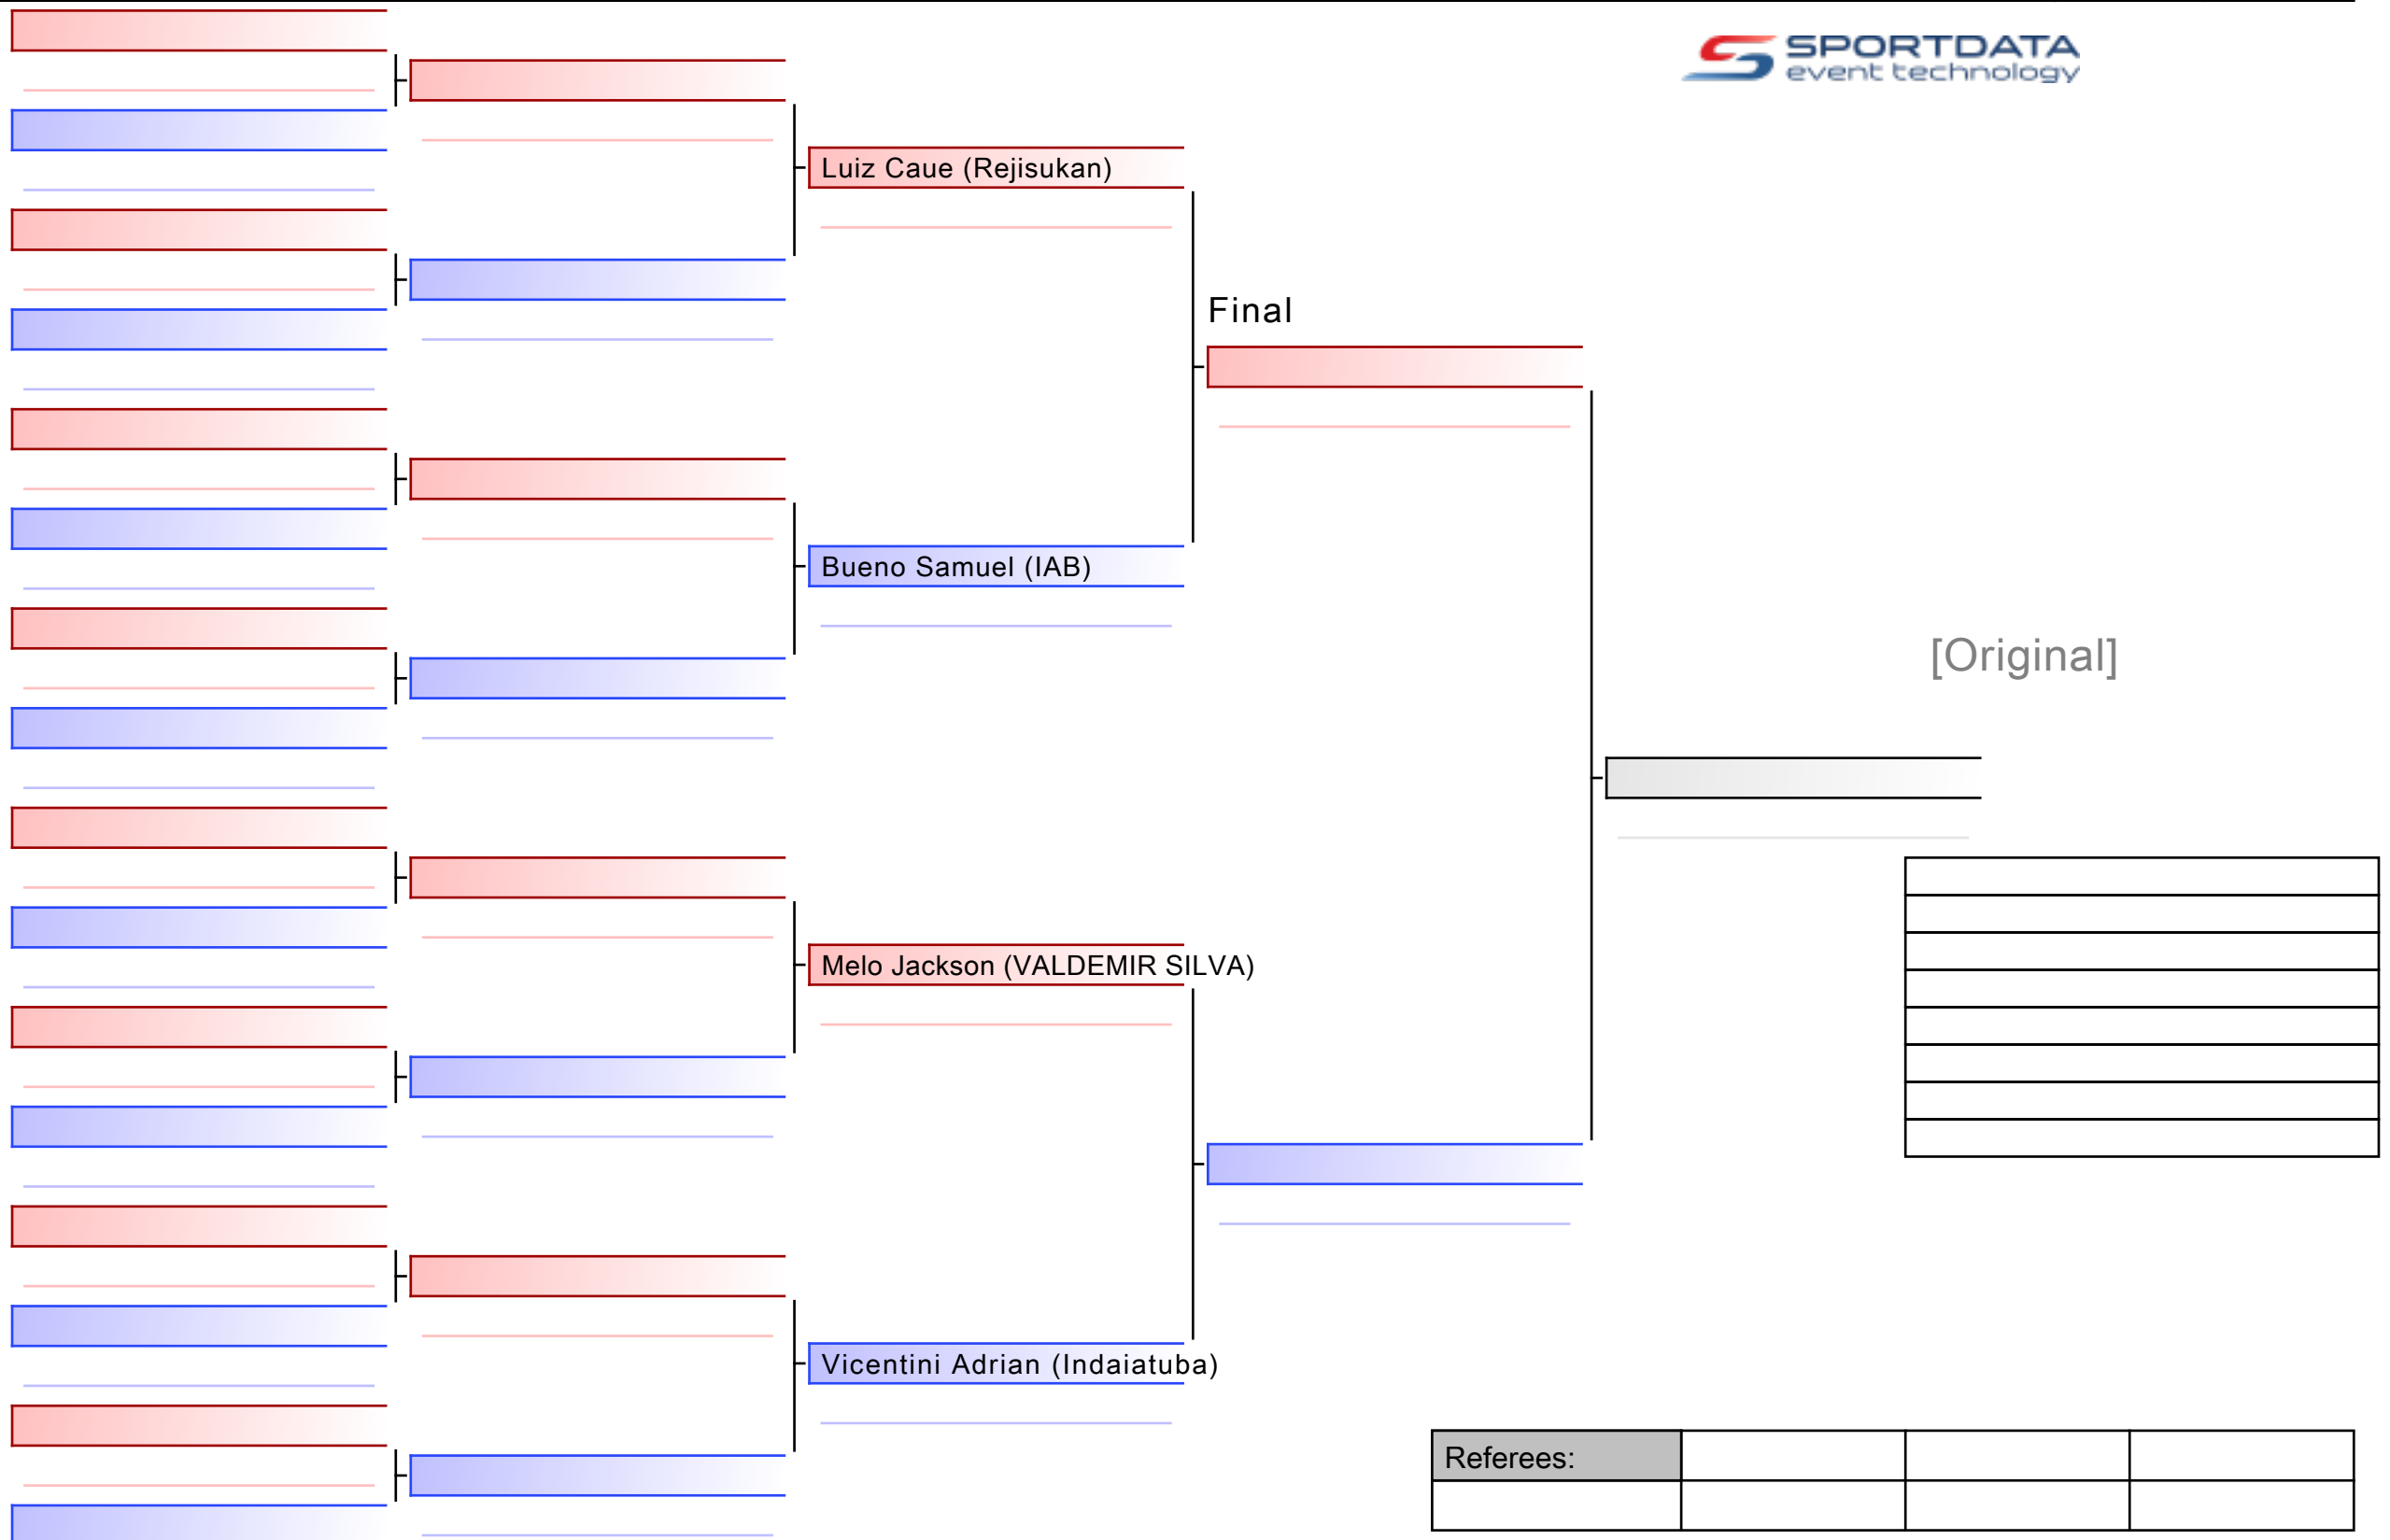 SPORTDATA
event technology
Luiz Caue (Rejisukan)
Final
Bueno Samuel (IAB)
[Original]
Melo Jackson (VALDEMIR SILVA)
Vicentini Adrian (Indaiatuba)
Referees: